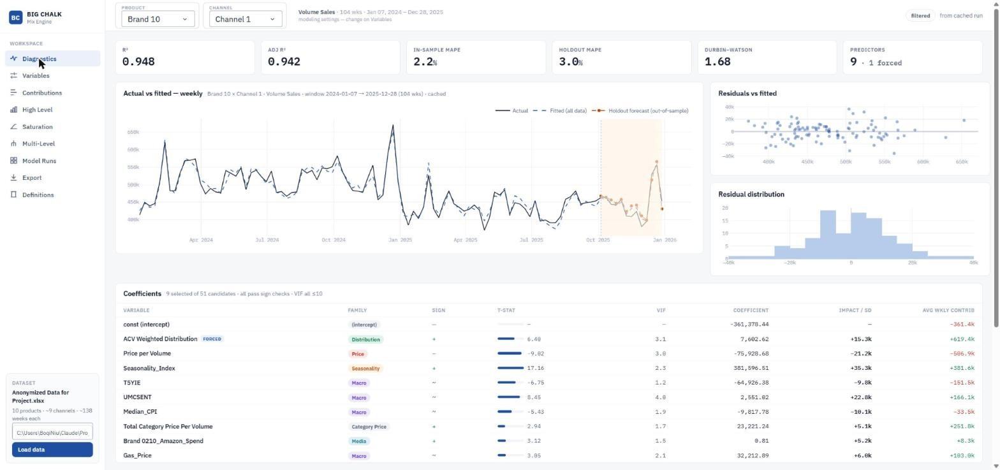 BC
BIG CHALK
Mix Engine
WORKSPACE
Diagnostics
Variables
Contributions
High Level
Saturation
Multi-Level
Model Runs
Export
Definitions
DATASET
Anonymized Data for
Project.xlsx
10 products · ~9 channels · ~138
weeks each
C:\Users\BoqiNiu\Claude\Pro
Load data
PRODUCT
Brand 10
CHANNEL
Channel 1
Volume Sales · 104 wks · Jan 07, 2024 – Dec 28, 2025
modeling settings — change on Variables
filtered from cached run
R²
0.948
ADJ R²
0.942
IN-SAMPLE MAPE
2.2%
HOLDOUT MAPE
3.0%
DURBIN–WATSON
1.68
PREDICTORS
9 · 1 forced
Actual vs fitted — weekly Brand 10 × Channel 1 · Volume Sales · window 2024-01-07 → 2025-12-28 (104 wks) · cached
Actual Fitted (all data) Holdout forecast (out-of-sample)
650k
600k
550k
500k
450k
400k
Apr 2024 Jul 2024 Oct 2024 Jan 2025 Apr 2025 Jul 2025 Oct 2025 Jan 2026
Residuals vs fitted
40k
20k
0
−20k
−40k
400k 450k 500k 550k 600k 650k
Residual distribution
20
15
10
5
0
−40k −20k 0 20k 40k
Coefficients 9 selected of 51 candidates · all pass sign checks · VIF all ≤10
VARIABLE FAMILY SIGN T-STAT VIF COEFFICIENT IMPACT / SD AVG WKLY CONTRIB
const (intercept) (intercept) — — — -361,378.44 — -361.4k
ACV Weighted Distribution FORCED Distribution + 6.40 3.1 7,602.62 +15.3k +619.4k
Price per Volume Price − -9.02 3.0 -75,928.68 -21.2k -506.9k
Seasonality_Index Seasonality + 17.16 2.3 381,596.51 +35.3k +381.6k
T5YIE Macro ~ -6.75 1.2 -64,926.38 -9.8k -151.5k
UMCSENT Macro ~ 8.45 4.0 2,551.02 +22.8k +166.1k
Median_CPI Macro ~ -5.43 1.9 -9,817.78 -10.1k -33.5k
Total Category Price Per Volume Category Price + 2.94 1.7 23,221.24 +5.1k +251.8k
Brand 0210_Amazon_Spend Media + 3.12 1.5 0.81 +5.2k +8.3k
Gas_Price Macro ~ 3.05 2.1 32,212.89 +6.0k +103.0k